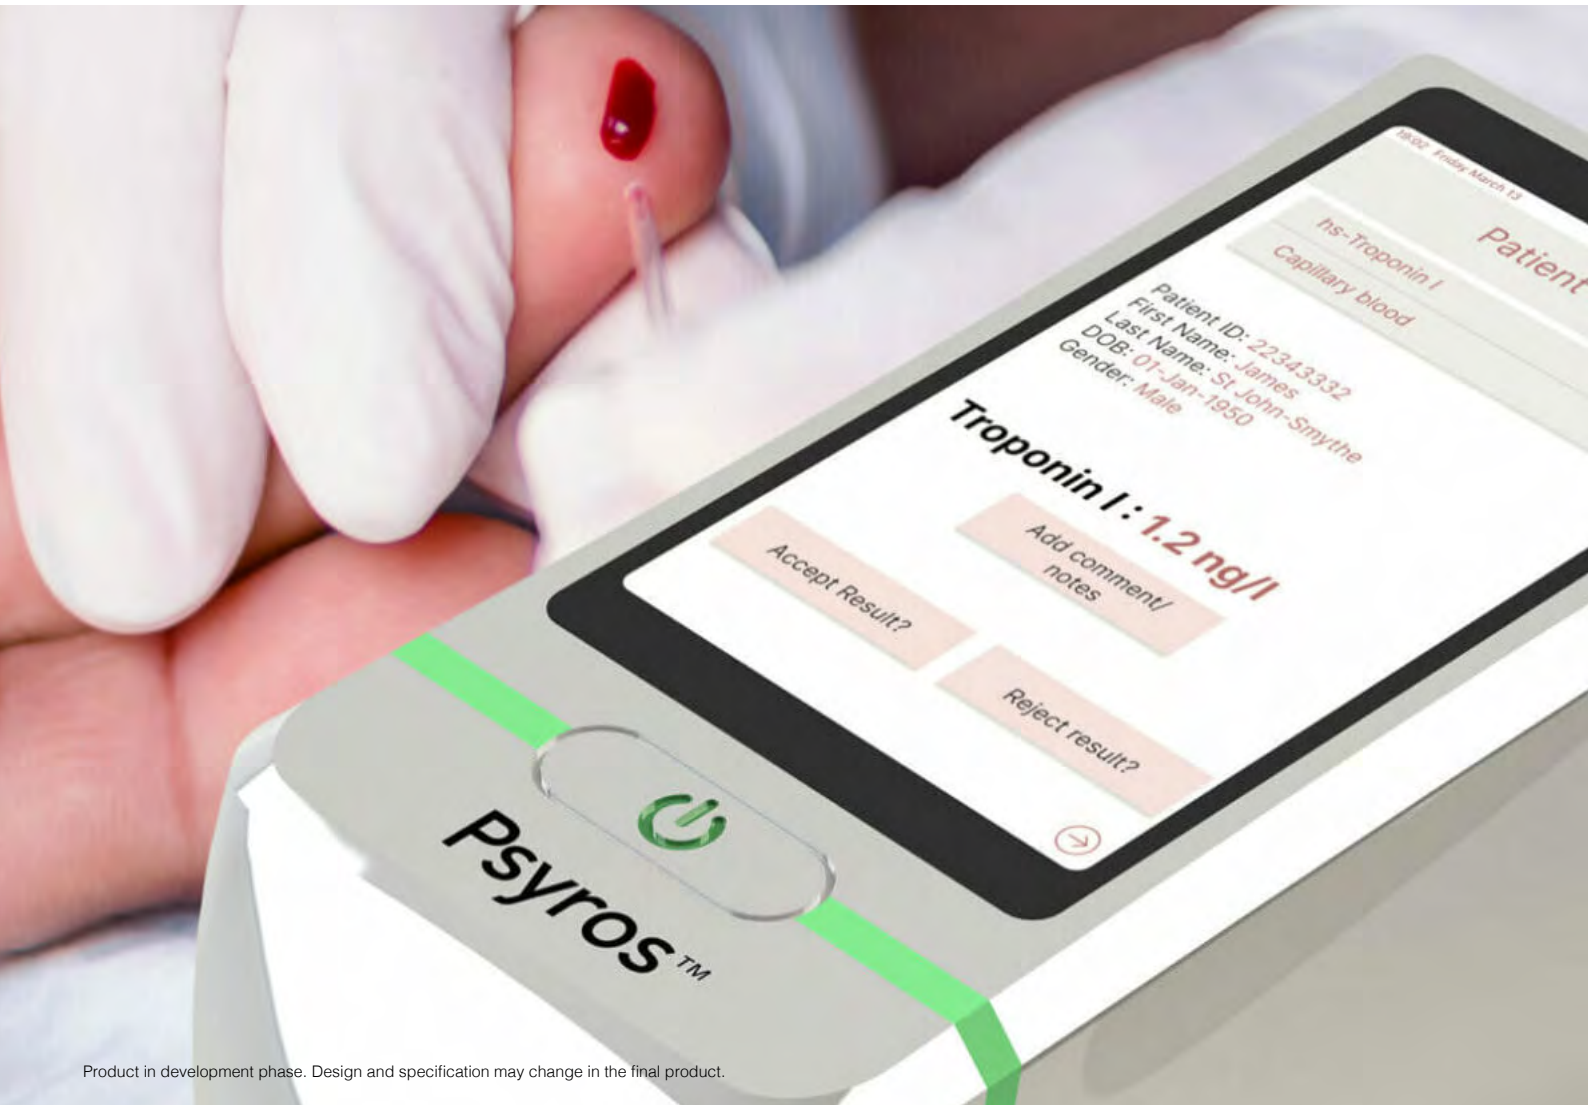 19:02 Friday March 13
Patient
hs-Troponin I
Capillary blood
Patient ID: 22343332
First Name: James
Last Name: St John-Smythe
DOB: 01-Jan-1950
Gender: Male
Troponin I : 1.2 ng/l
Add comment/
notes
Accept Result?
Reject result?
Psyros™
Product in development phase. Design and specification may change in the final product.